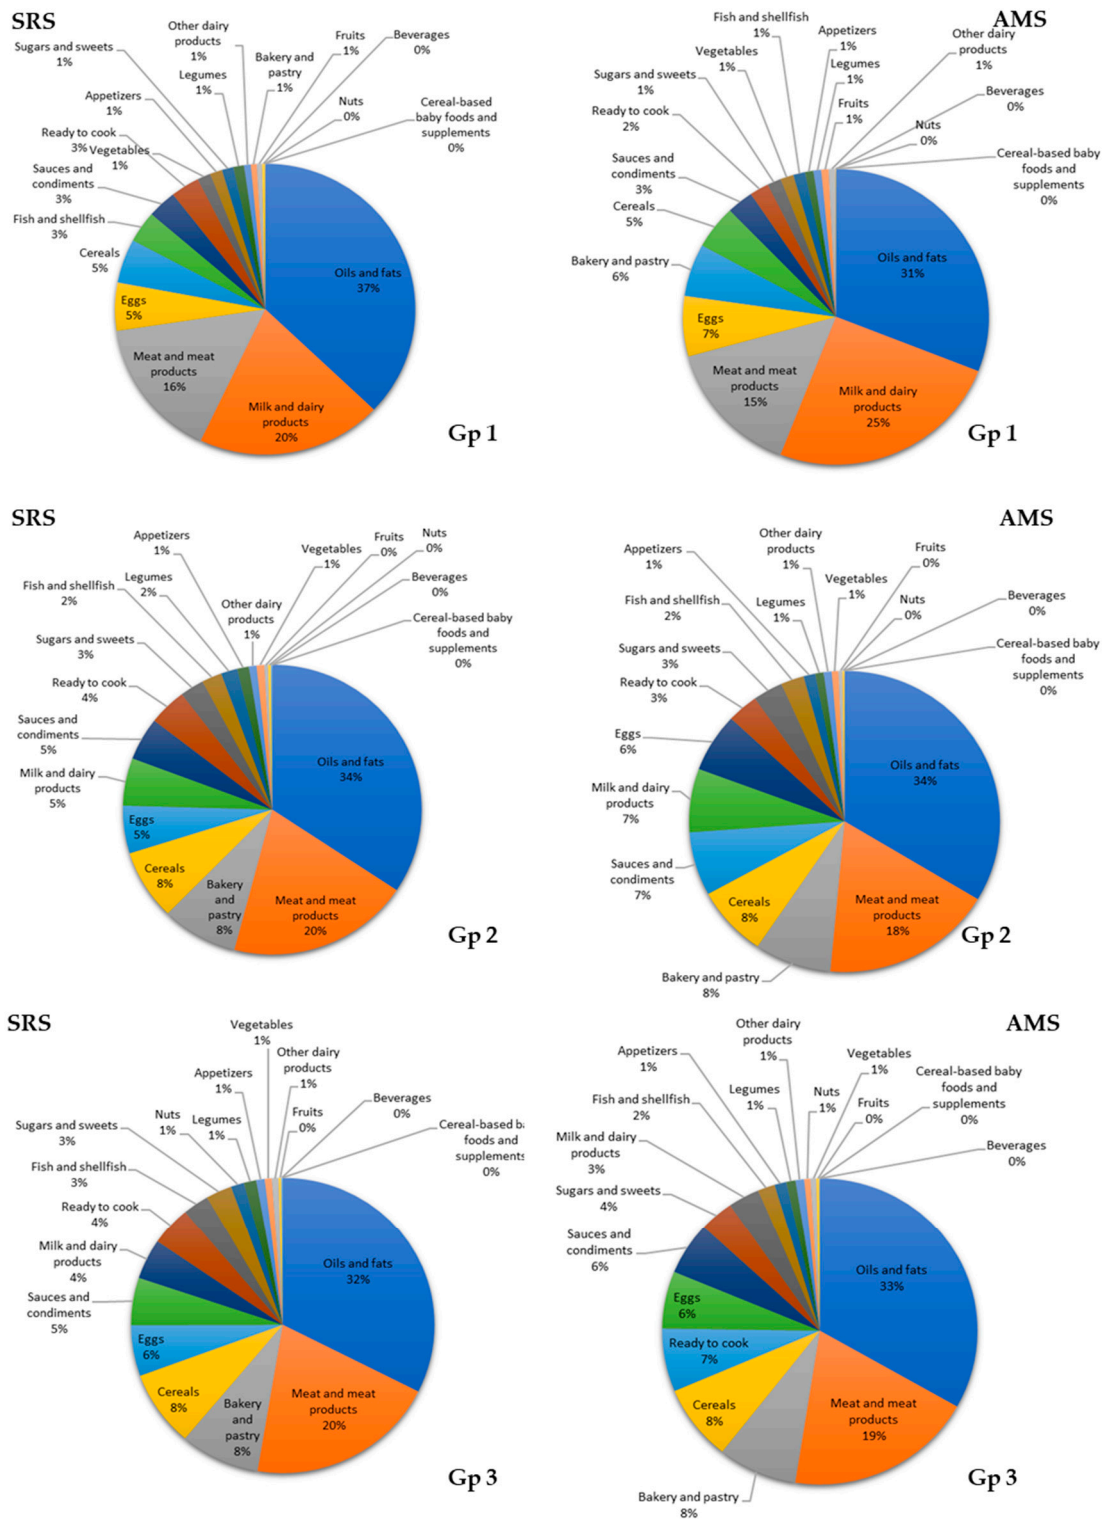 SRS
Sugars and sweets
1%
Other dairy
products
1%
Legumes
1%
Bakery and
pastry
1%
Fruits
1%
Beverages
0%
Appetizers
1%
Nuts
0%
Cereal-based
baby foods and
supplements
0%
Ready to cook
3%
Vegetables
1%
Sauces and
condiments
3%
Fish and shellfish
3%
Cereals
5%
Eggs
5%
Meat and meat
products
16%
Milk and dairy
products
20%
Oils and fats
37%
Gp 1
AMS
Fish and shellfish
1%
Appetizers
1%
Other dairy
products
1%
Vegetables
1%
Legumes
1%
Sugars and sweets
1%
Beverages
0%
Ready to cook
2%
Fruits
1%
Nuts
0%
Sauces and
condiments
3%
Cereal-based baby
foods and
supplements
0%
Cereals
5%
Bakery and pastry
6%
Eggs
7%
Meat and meat
products
15%
Milk and dairy
products
25%
Oils and fats
31%
Gp 1
SRS
Appetizers
1%
Vegetables
1%
Fruits
0%
Nuts
0%
Fish and shellfish
2%
Legumes
2%
Beverages
0%
Other dairy
products
1%
Cereal-based baby
foods and
supplements
0%
Sugars and sweets
3%
Ready to cook
4%
Sauces and
condiments
5%
Milk and dairy
products
5%
Eggs
5%
Cereals
8%
Bakery
and
pastry
8%
Meat and meat
products
20%
Oils and fats
34%
Gp 2
AMS
Appetizers
1%
Other dairy
products
1%
Fruits
0%
Vegetables
1%
Fish and shellfish
2%
Legumes
1%
Nuts
0%
Beverages
0%
Sugars and sweets
3%
Cereal-based baby
foods and
supplements
0%
Ready to cook
3%
Eggs
6%
Milk and dairy
products
7%
Sauces and
condiments
7%
Cereals
8%
Bakery and pastry
8%
Meat and meat
products
18%
Oils and fats
34%
Gp 2
SRS
Vegetables
1%
Other dairy
products
1%
Appetizers
1%
Beverages
0%
Nuts
1%
Legumes
1%
Fruits
0%
Sugars and sweets
3%
Cereal-based ba
foods and
supplements
0%
Fish and shellfish
3%
Ready to cook
4%
Milk and dairy
products
4%
Sauces and
condiments
5%
Eggs
6%
Cereals
8%
Bakery
and
pastry
8%
Meat and meat
products
20%
Oils and fats
32%
Gp 3
AMS
Other dairy
products
1%
Appetizers
1%
Vegetables
1%
Cereal-based baby
foods and
supplements
0%
Fish and shellfish
2%
Legumes
1%
Nuts
1%
Fruits
0%
Milk and dairy
products
3%
Beverages
0%
Sugars and sweets
4%
Sauces and
condiments
6%
Eggs
6%
Ready to cook
7%
Cereals
8%
Bakery and pastry
8%
Meat and meat
products
19%
Oils and fats
33%
Gp 3